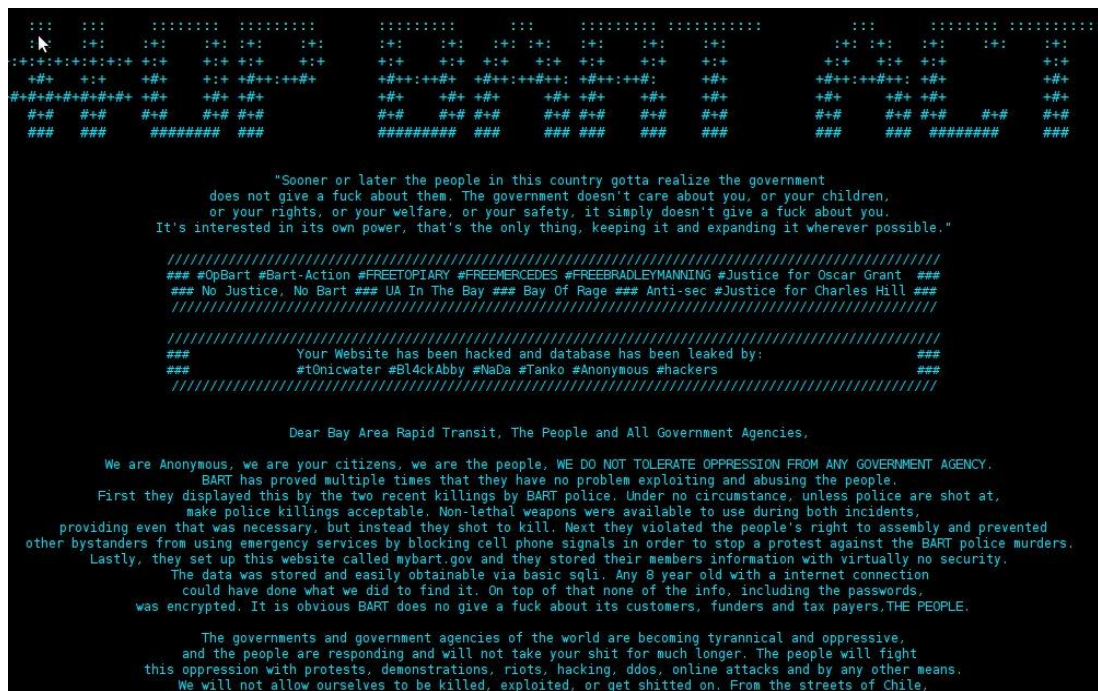 #OP BART ACT
"Sooner or later the people in this country gotta realize the government
does not give a fuck about them. The government doesn't care about you, or your children,
or your rights, or your welfare, or your safety, it simply doesn't give a fuck about you.
It's interested in its own power, that's the only thing, keeping it and expanding it wherever possible."
////////////////////////////////////////////////////////////////////////////////////////////////////
### #OpBart #Bart-Action #FREETOPIARY #FREEMERCEDES #FREEBRADLEYMANNING #Justice for Oscar Grant ###
### No Justice, No Bart ### UA In The Bay ### Bay Of Rage ### Anti-sec #Justice for Charles Hill ###
////////////////////////////////////////////////////////////////////////////////////////////////////
////////////////////////////////////////////////////////////////////////////////////////////////////
### Your Website has been hacked and database has been leaked by: ###
### #t0nicwater #Bl4ckAbby #NaDa #Tanko #Anonymous #hackers ###
////////////////////////////////////////////////////////////////////////////////////////////////////
Dear Bay Area Rapid Transit, The People and All Government Agencies,
We are Anonymous, we are your citizens, we are the people, WE DO NOT TOLERATE OPPRESSION FROM ANY GOVERNMENT AGENCY.
BART has proved multiple times that they have no problem exploiting and abusing the people.
First they displayed this by the two recent killings by BART police. Under no circumstance, unless police are shot at,
make police killings acceptable. Non-lethal weapons were available to use during both incidents,
providing even that was necessary, but instead they shot to kill. Next they violated the people's right to assembly and prevented
other bystanders from using emergency services by blocking cell phone signals in order to stop a protest against the BART police murders.
Lastly, they set up this website called mybart.gov and they stored their members information with virtually no security.
The data was stored and easily obtainable via basic sqli. Any 8 year old with a internet connection
could have done what we did to find it. On top of that none of the info, including the passwords,
was encrypted. It is obvious BART does no give a fuck about its customers, funders and tax payers,THE PEOPLE.
The governments and government agencies of the world are becoming tyrannical and oppressive,
and the people are responding and will not take your shit for much longer. The people will fight
this oppression with protests, demonstrations, riots, hacking, ddos, online attacks and by any other means.
We will not allow ourselves to be killed, exploited, or get shitted on. From the streets of Chile,